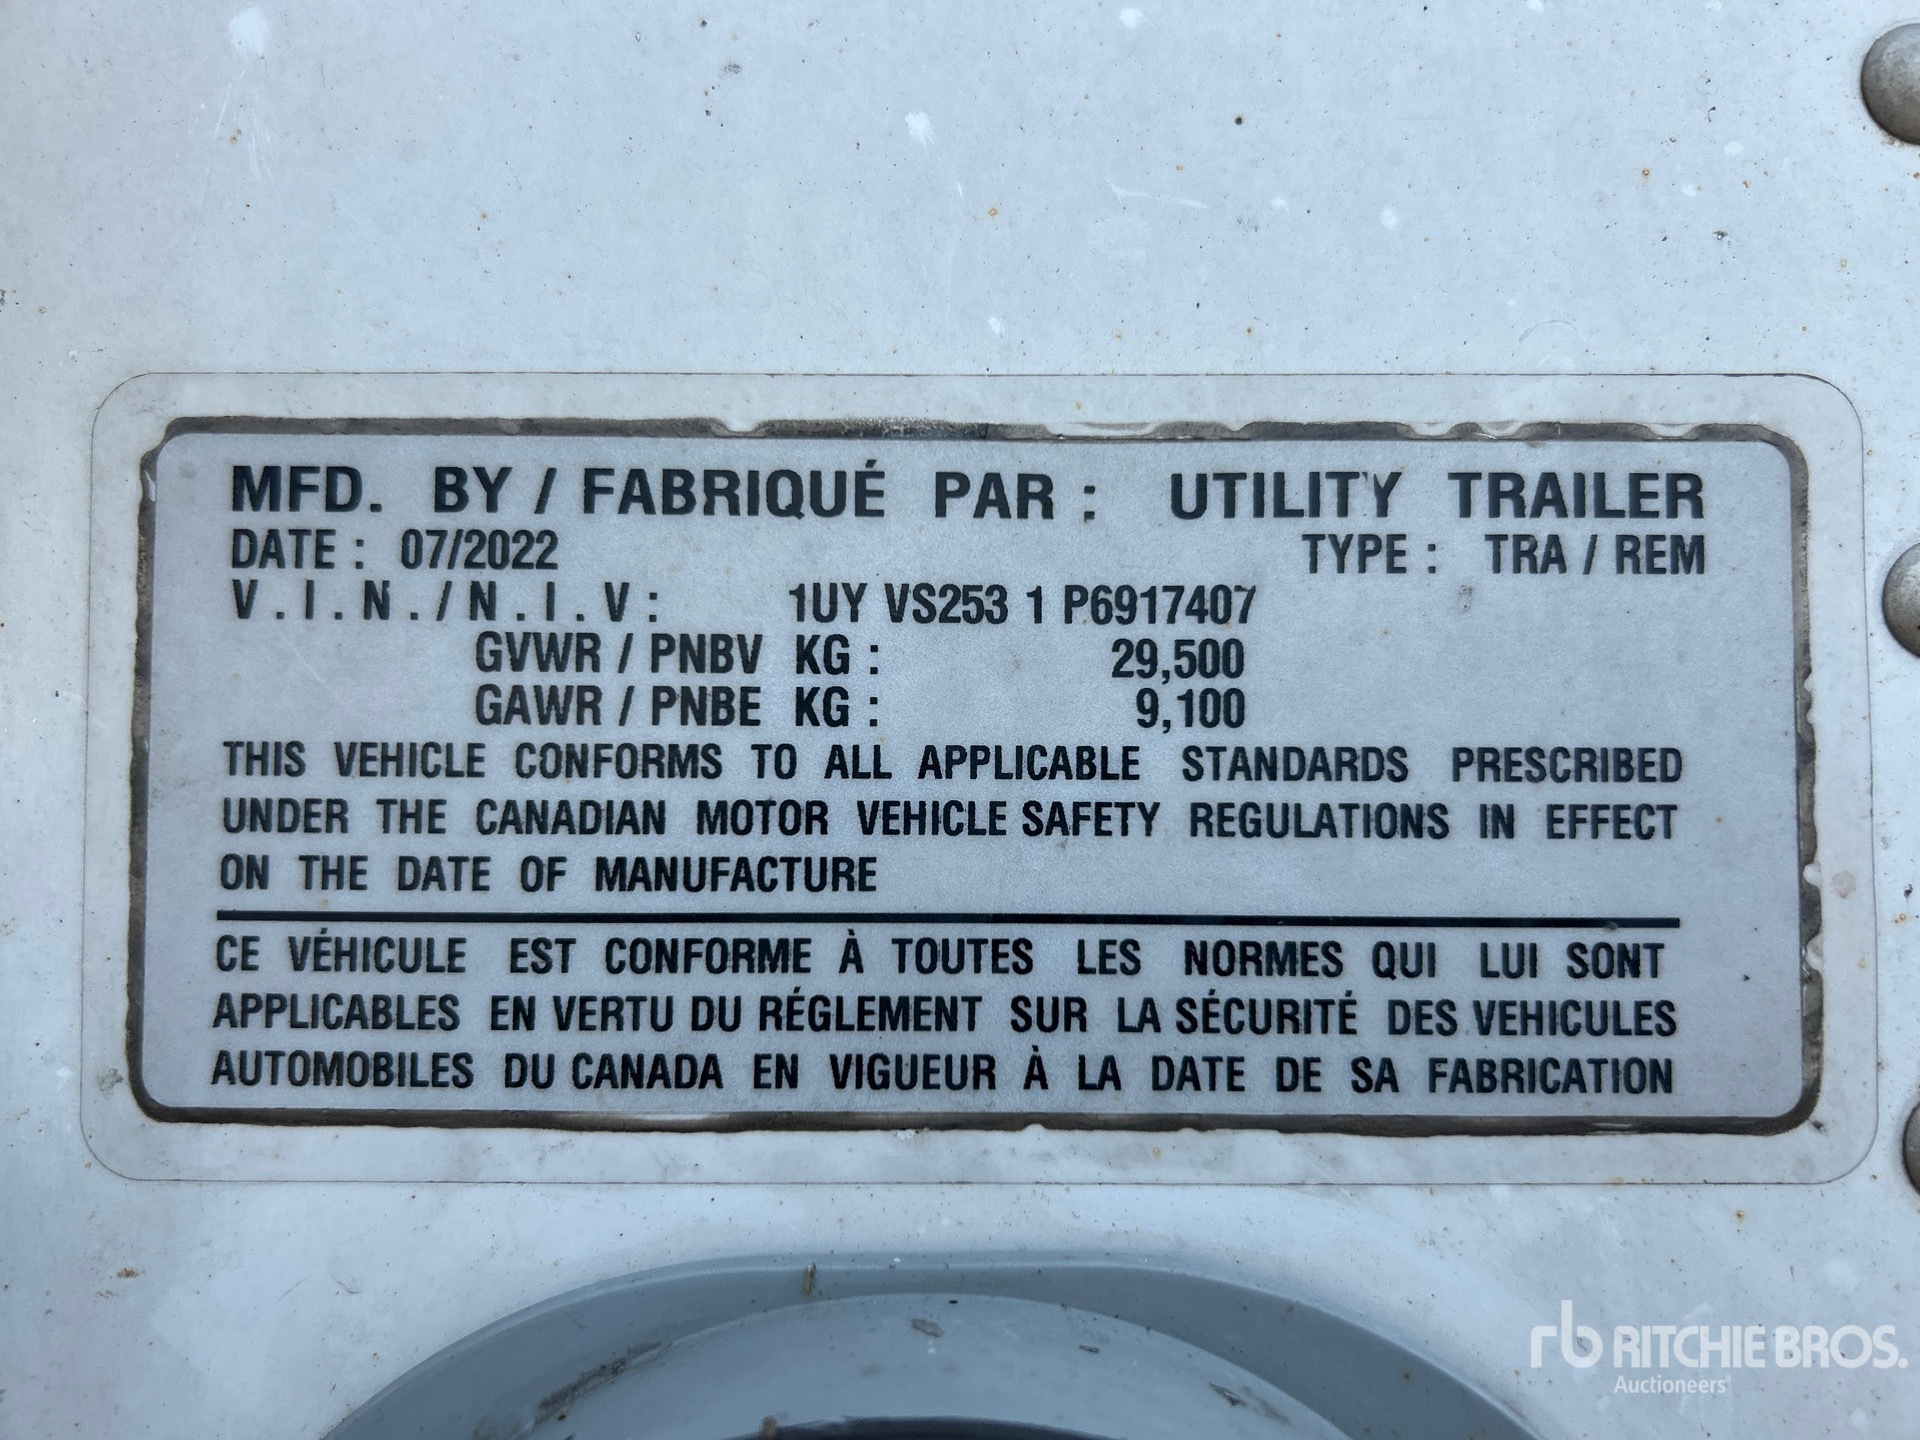 MFD. BY / FABRIQUÉ PAR : UTILITY TRAILER
DATE : 07/2022 TYPE : TRA / REM
V.I.N./N.I.V: 1UY VS253 1 P6917407
GVWR / PNBV KG : 29,500
GAWR / PNBE KG : 9,100
THIS VEHICLE CONFORMS TO ALL APPLICABLE STANDARDS PRESCRIBED
UNDER THE CANADIAN MOTOR VEHICLE SAFETY REGULATIONS IN EFFECT
ON THE DATE OF MANUFACTURE
CE VÉHICULE EST CONFORME À TOUTES LES NORMES QUI LUI SONT
APPLICABLES EN VERTU DU RÉGLEMENT SUR LA SÉCURITÉ DES VEHICULES
AUTOMOBILES DU CANADA EN VIGUEUR À LA DATE DE SA FABRICATION
rb RITCHIE BROS.
Auctioneers